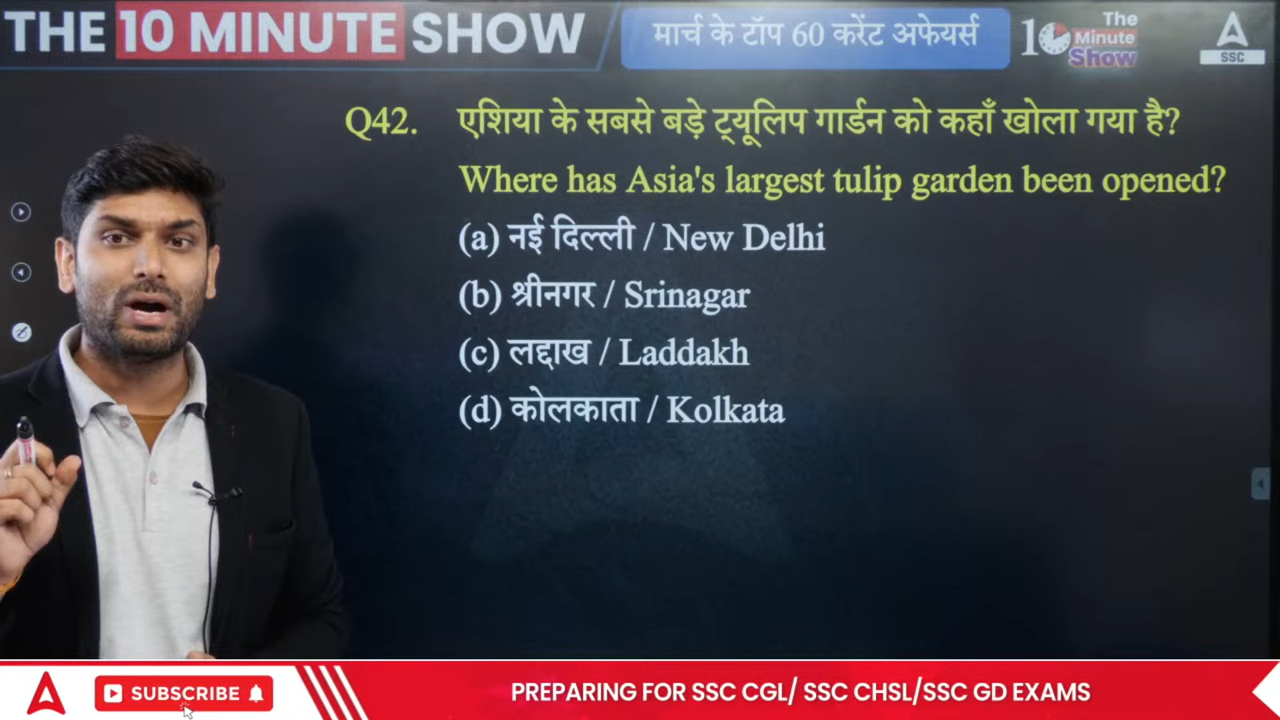 THE 10 MINUTE SHOW
मार्च के टॉप 60 करेंट अफेयर्स
10 The Minute Show
SSC
Q42. एशिया के सबसे बड़े ट्यूलिप गार्डन को कहाँ खोला गया है?
Where has Asia's largest tulip garden been opened?
(a) नई दिल्ली / New Delhi
(b) श्रीनगर / Srinagar
(c) लद्दाख / Laddakh
(d) कोलकाता / Kolkata
SUBSCRIBE
PREPARING FOR SSC CGL/ SSC CHSL/SSC GD EXAMS